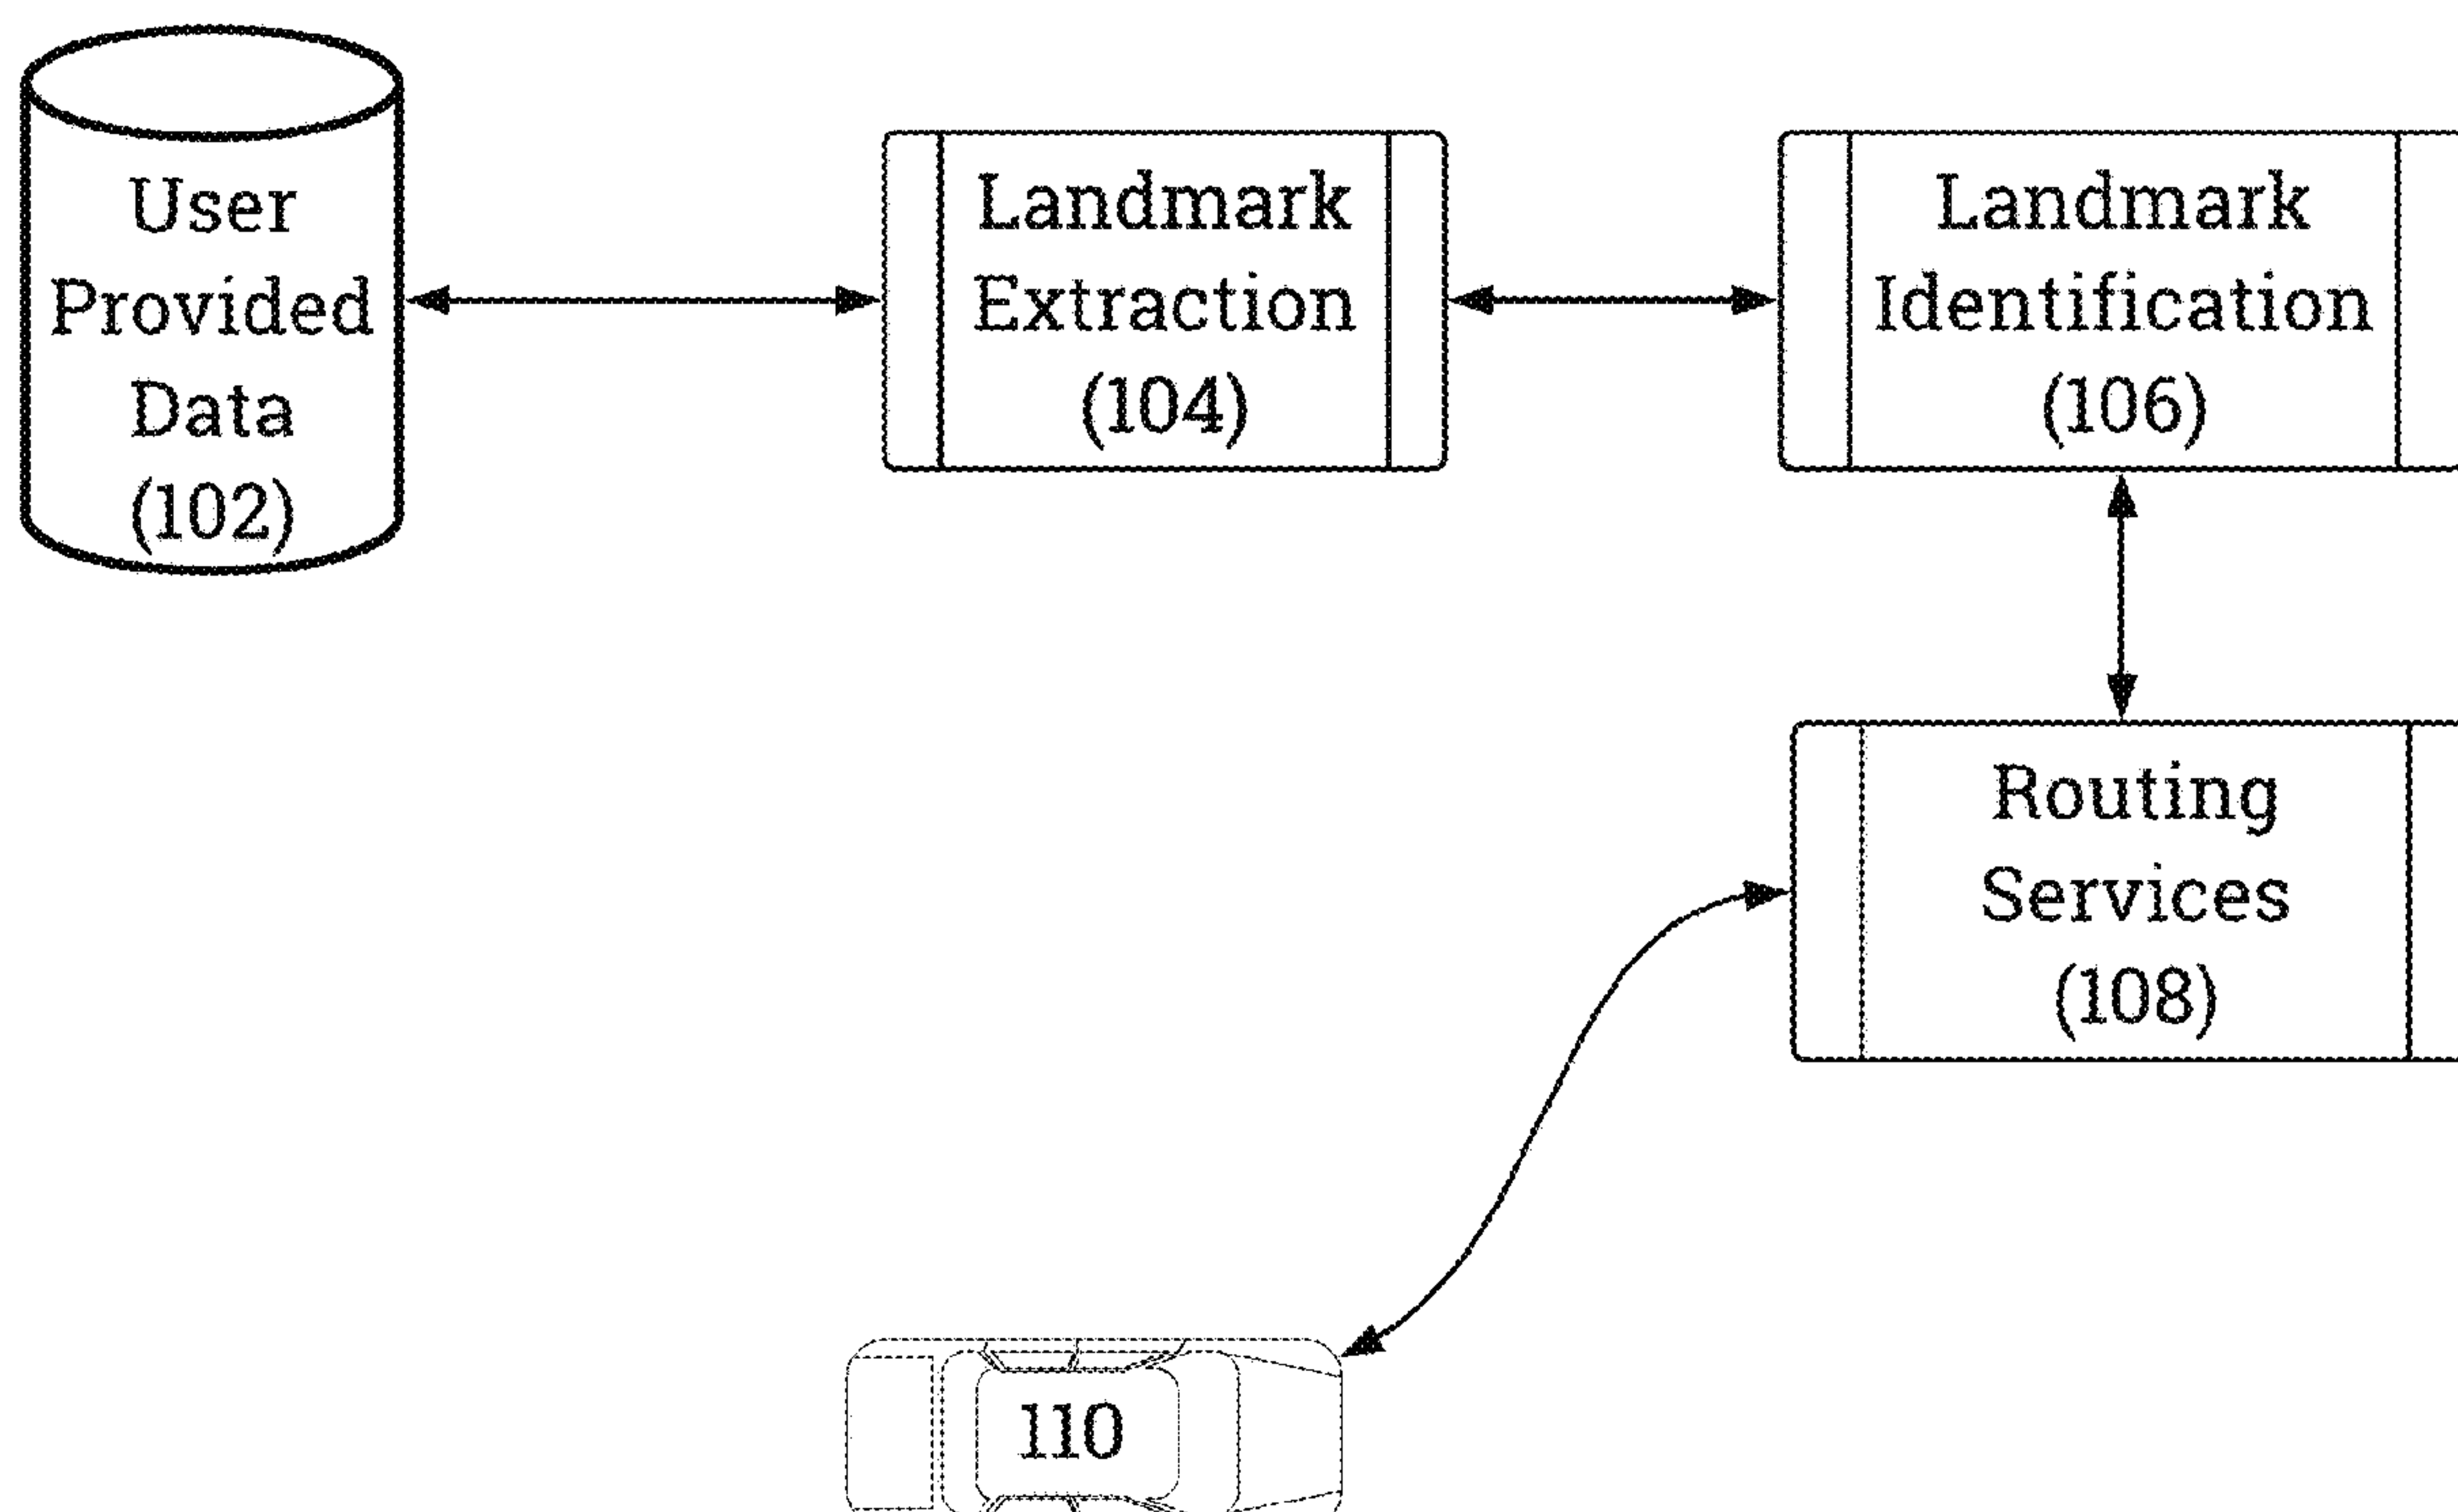 User
Provided
Data
(102)
Landmark
Extraction
(104)
Landmark
Identification
(106)
Routing
Services
(108)
110